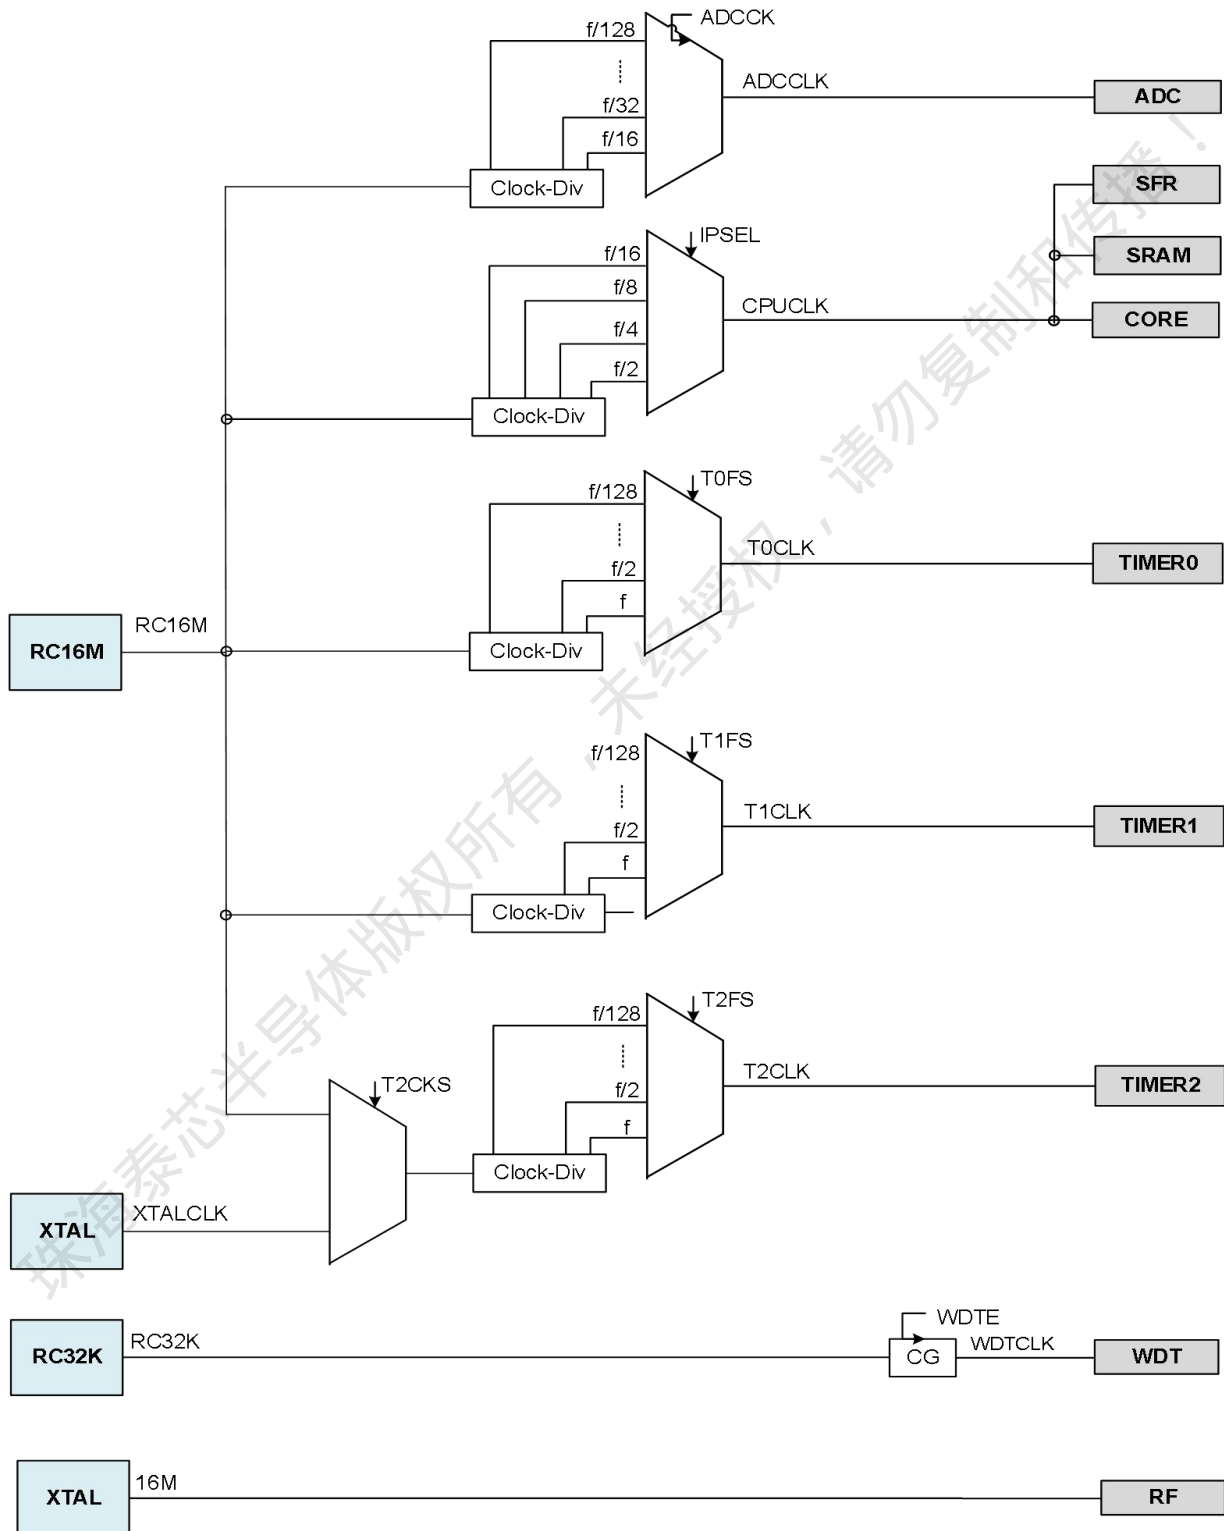 f/128
ADCCK
f/32
f/16
Clock-Div
ADCCLK
ADC
SFR
SRAM
CORE
IPSEL
f/16
f/8
f/4
f/2
Clock-Div
CPUCLK
T0FS
f/128
f/2
f
Clock-Div
T0CLK
TIMER0
RC16M
RC16M
T1FS
f/128
f/2
f
Clock-Div
T1CLK
TIMER1
T2FS
f/128
f/2
f
Clock-Div
T2CLK
TIMER2
T2CKS
XTAL
XTALCLK
RC32K
RC32K
WDTE
CG
WDTCLK
WDT
XTAL
16M
RF
珠海泰芯半导体版权所有，未经授权，请勿复制和传播！